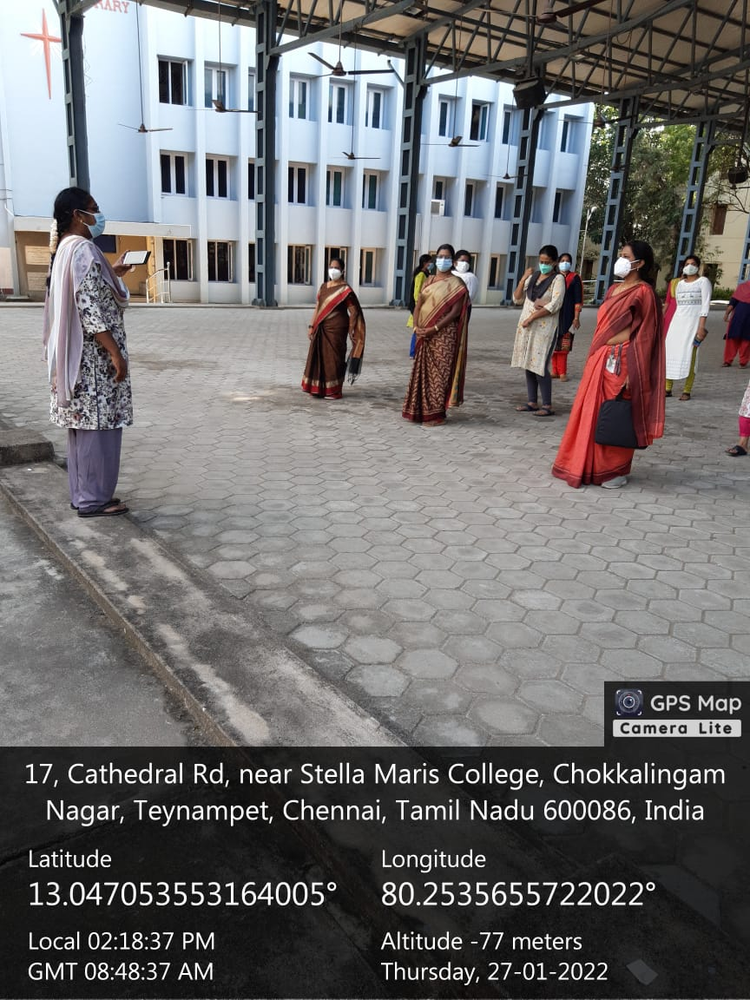 RARY
GPS Map
Camera Lite
17, Cathedral Rd, near Stella Maris College, Chokkalingam
Nagar, Teynampet, Chennai, Tamil Nadu 600086, India
Latitude
Longitude
13.047053553164005°
80.2535655722022°
Local 02:18:37 PM
Altitude -77 meters
GMT 08:48:37 AM
Thursday, 27-01-2022